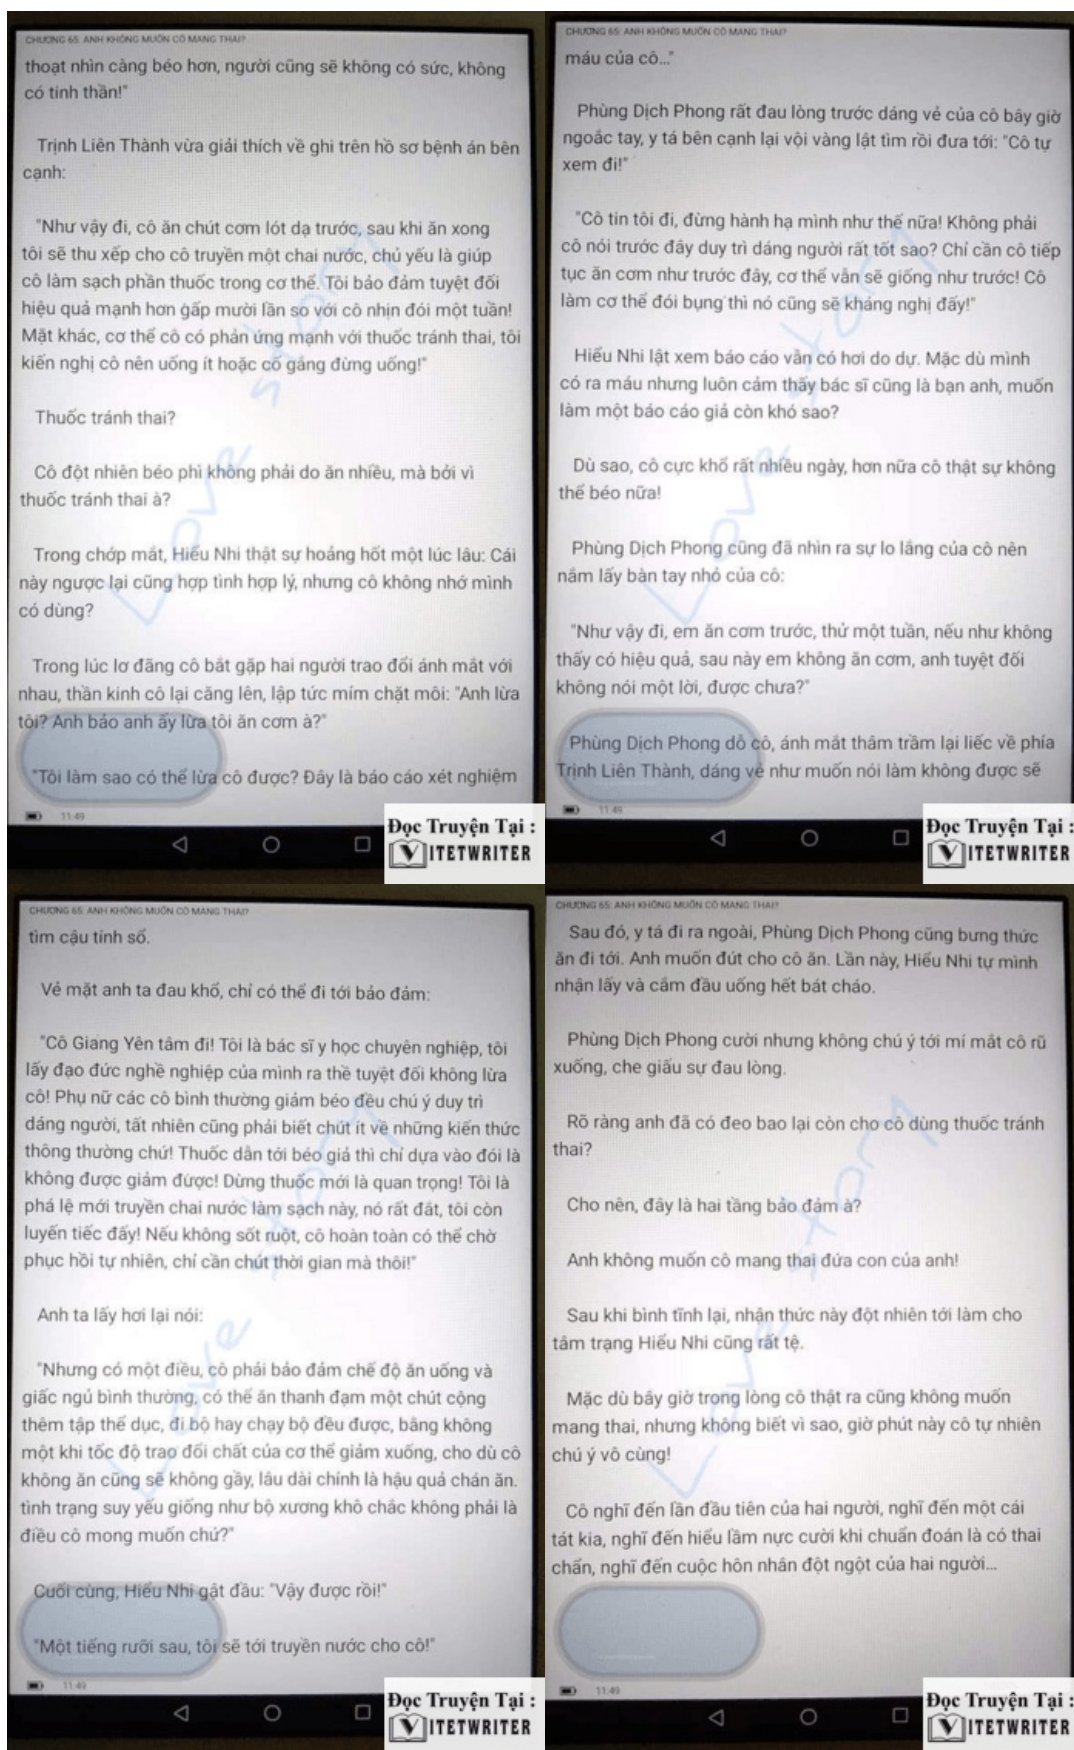 CHƯƠNG 65: ANH KHÔNG MUỐN CÔ MANG THAI?
thoạt nhìn càng béo hơn, người cũng sẽ không có sức, không
có tinh thần!"
Trịnh Liên Thành vừa giải thích về ghi trên hồ sơ bệnh án bên
cạnh:
"Như vậy đi, cô ăn chút cơm lót dạ trước, sau khi ăn xong
tôi sẽ thu xếp cho cô truyền một chai nước, chủ yếu là giúp
cô làm sạch phần thuốc trong cơ thể. Tôi bảo đảm tuyệt đối
hiệu quả mạnh hơn gấp mười lần so với cô nhịn đói một tuần!
Mặt khác, cơ thể cô có phản ứng mạnh với thuốc tránh thai, tôi
kiến nghị cô nên uống ít hoặc cố gắng đừng uống!"
Thuốc tránh thai?
Cô đột nhiên béo phì không phải do ăn nhiều, mà bởi vì
thuốc tránh thai à?
Trong chớp mắt, Hiểu Nhi thật sự hoảng hốt một lúc lâu: Cái
này ngược lại cũng hợp tình hợp lý, nhưng cô không nhớ mình
có dùng?
Trong lúc lơ đãng cô bắt gặp hai người trao đổi ánh mắt với
nhau, thần kinh cô lại căng lên, lập tức mím chặt môi: "Anh lừa
tôi? Anh bảo anh ấy lừa tôi ăn cơm à?"
"Tôi làm sao có thể lừa cô được? Đây là báo cáo xét nghiệm
11:49
Đọc Truyện Tại :
VITETWRITER
CHƯƠNG 65: ANH KHÔNG MUỐN CÔ MANG THAI?
máu của cô..."
Phùng Dịch Phong rất đau lòng trước dáng vẻ của cô bây giờ
ngoắc tay, y tá bên cạnh lại vội vàng lật tìm rồi đưa tới: "Cô tự
xem đi!"
"Cô tin tôi đi, đừng hành hạ mình như thế nữa! Không phải
cô nói trước đây duy trì dáng người rất tốt sao? Chỉ cần cô tiếp
tục ăn cơm như trước đây, cơ thể vẫn sẽ giống như trước! Cô
làm cơ thể đói bụng thì nó cũng sẽ kháng nghị đấy!"
Hiểu Nhi lật xem báo cáo vẫn có hơi do dự. Mặc dù mình
có ra máu nhưng luôn cảm thấy bác sĩ cũng là bạn anh, muốn
làm một báo cáo giả còn khó sao?
Dù sao, cô cực khổ rất nhiều ngày, hơn nữa cô thật sự không
thể béo nữa!
Phùng Dịch Phong cũng đã nhìn ra sự lo lắng của cô nên
nắm lấy bàn tay nhỏ của cô:
"Như vậy đi, em ăn cơm trước, thử một tuần, nếu như không
thấy có hiệu quả, sau này em không ăn cơm, anh tuyệt đối
không nói một lời, được chưa?"
Phùng Dịch Phong dỗ cô, ánh mắt thâm trầm lại liếc về phía
Trịnh Liên Thành, dáng vẻ như muốn nói làm không được sẽ
11:49
Đọc Truyện Tại :
VITETWRITER
CHƯƠNG 65: ANH KHÔNG MUỐN CÔ MANG THAI?
tìm cậu tính sổ.
Vẻ mặt anh ta đau khổ, chỉ có thể đi tới bảo đảm:
"Cô Giang Yên tâm đi! Tôi là bác sĩ y học chuyên nghiệp, tôi
lấy đạo đức nghề nghiệp của mình ra thề tuyệt đối không lừa
cô! Phụ nữ các cô bình thường giảm béo đều chú ý duy trì
dáng người, tất nhiên cũng phải biết chút ít về những kiến thức
thông thường chứ! Thuốc dẫn tới béo giả thì chỉ dựa vào đói là
không được giảm được! Dừng thuốc mới là quan trọng! Tôi là
phá lệ mới truyền chai nước làm sạch này, nó rất đắt, tôi còn
luyến tiếc đấy! Nếu không sốt ruột, cô hoàn toàn có thể chờ
phục hồi tự nhiên, chỉ cần chút thời gian mà thôi!"
Anh ta lấy hơi lại nói:
"Nhưng có một điều, cô phải bảo đảm chế độ ăn uống và
giấc ngủ bình thường, có thể ăn thanh đạm một chút cộng
thêm tập thể dục, đi bộ hay chạy bộ đều được, bằng không
một khi tốc độ trao đổi chất của cơ thể giảm xuống, cho dù cô
không ăn cũng sẽ không gầy, lâu dài chính là hậu quả chán ăn.
tình trạng suy yếu giống như bộ xương khô chắc không phải là
điều cô mong muốn chứ?"
Cuối cùng, Hiểu Nhi gật đầu: "Vậy được rồi!"
"Một tiếng rưỡi sau, tôi sẽ tới truyền nước cho cô!"
11:49
Đọc Truyện Tại :
VITETWRITER
CHƯƠNG 65: ANH KHÔNG MUỐN CÔ MANG THAI?
Sau đó, y tá đi ra ngoài, Phùng Dịch Phong cũng bưng thức
ăn đi tới. Anh muốn đút cho cô ăn. Lần này, Hiểu Nhi tự mình
nhận lấy và cắm đầu uống hết bát cháo.
Phùng Dịch Phong cười nhưng không chú ý tới mí mắt cô rũ
xuống, che giấu sự đau lòng.
Rõ ràng anh đã có đeo bao lại còn cho cô dùng thuốc tránh
thai?
Cho nên, đây là hai tầng bảo đảm à?
Anh không muốn cô mang thai đứa con của anh!
Sau khi bình tĩnh lại, nhận thức này đột nhiên tới làm cho
tâm trạng Hiểu Nhi cũng rất tệ.
Mặc dù bây giờ trong lòng cô thật ra cũng không muốn
mang thai, nhưng không biết vì sao, giờ phút này cô tự nhiên
chú ý vô cùng!
Cô nghĩ đến lần đầu tiên của hai người, nghĩ đến một cái
tát kia, nghĩ đến hiểu lầm nực cười khi chuẩn đoán là có thai
chẩn, nghĩ đến cuộc hôn nhân đột ngột của hai người...
11:49
Đọc Truyện Tại :
VITETWRITER
Love story
Love story
Love story
Love story